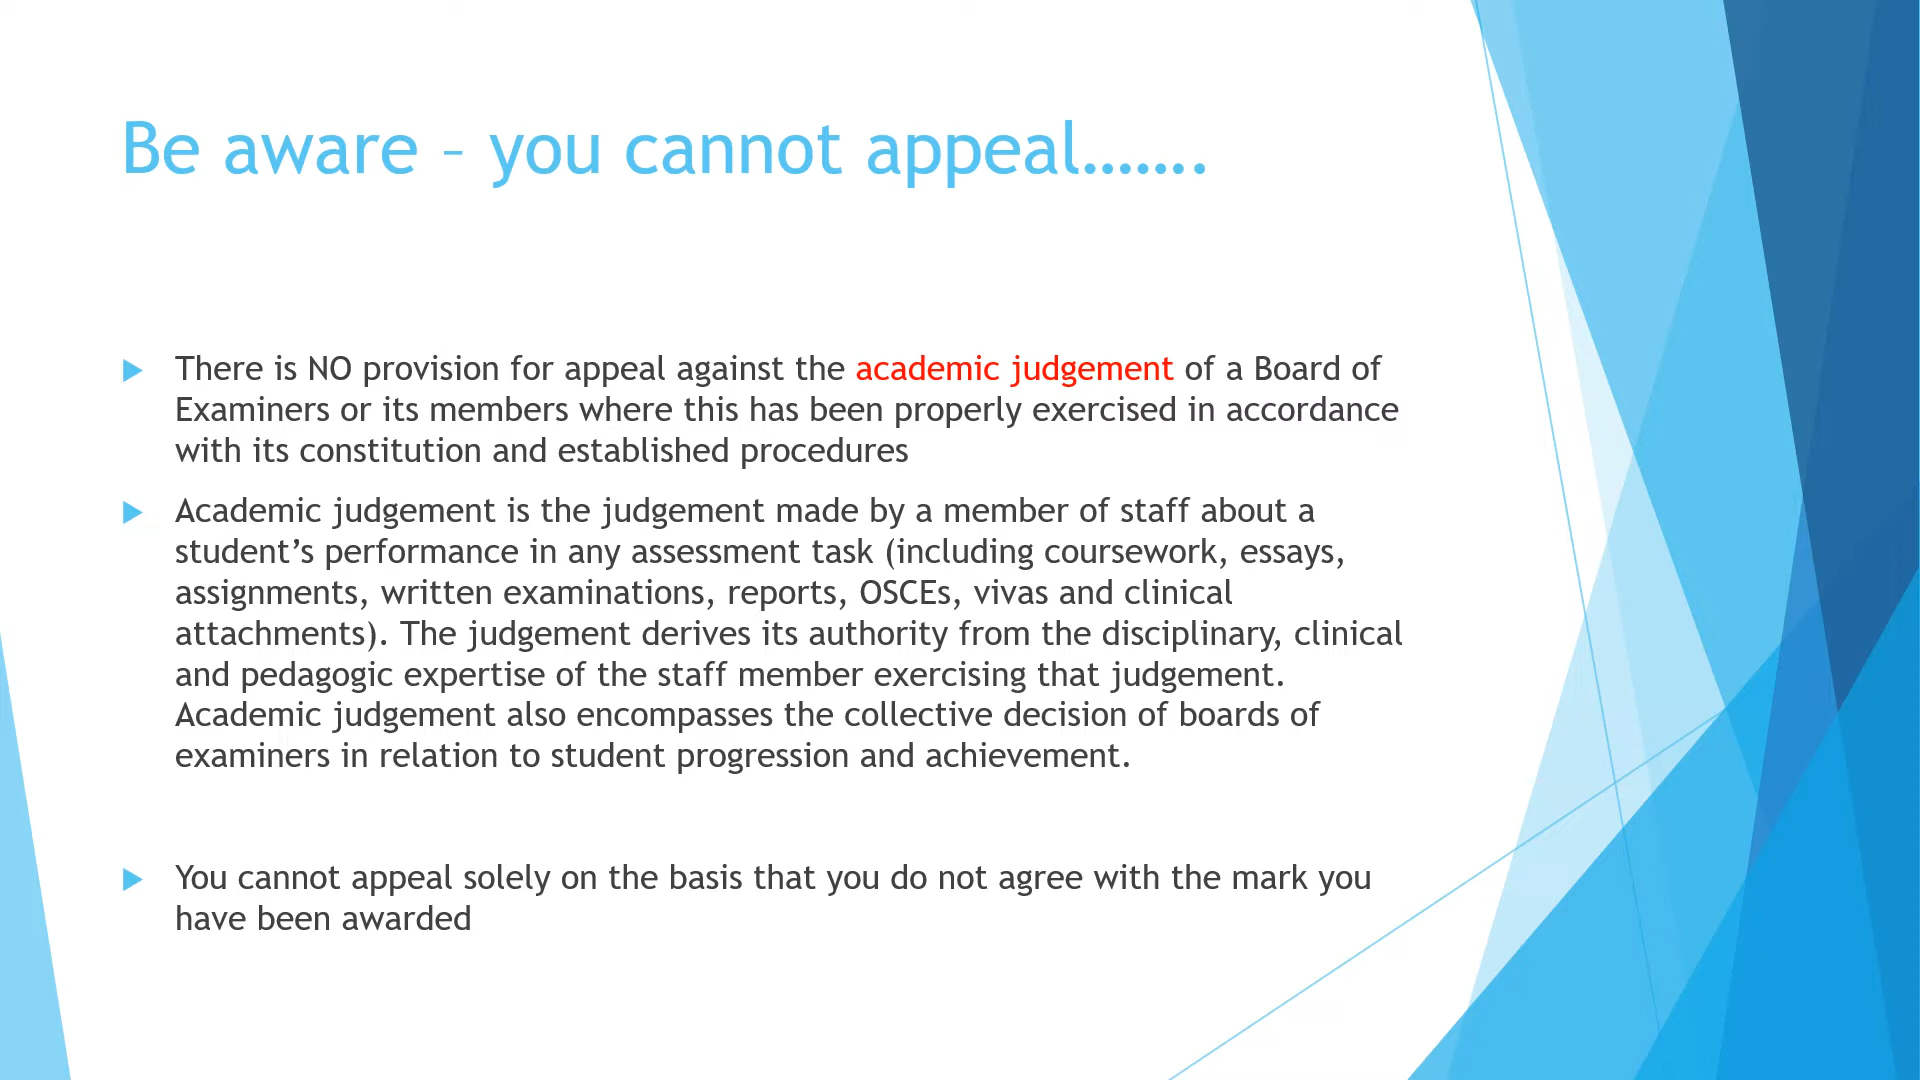 Be aware – you cannot appeal…….
There is NO provision for appeal against the academic judgement of a Board of
Examiners or its members where this has been properly exercised in accordance
with its constitution and established procedures
Academic judgement is the judgement made by a member of staff about a
student’s performance in any assessment task (including coursework, essays,
assignments, written examinations, reports, OSCEs, vivas and clinical
attachments). The judgement derives its authority from the disciplinary, clinical
and pedagogic expertise of the staff member exercising that judgement.
Academic judgement also encompasses the collective decision of boards of
examiners in relation to student progression and achievement.
You cannot appeal solely on the basis that you do not agree with the mark you
have been awarded